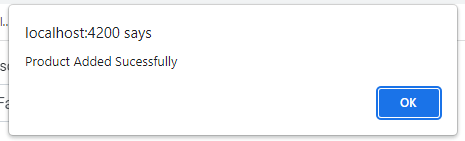 localhost:4200 says
Product Added Sucessfully
OK